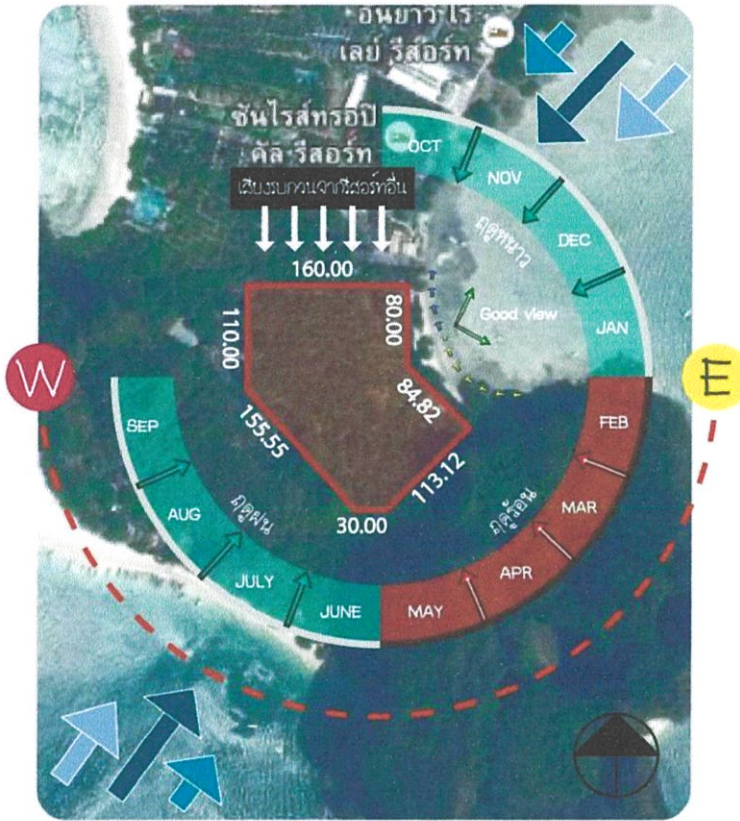 อันยาวี ไร
เลย์ รีสอร์ท
ซันไรส์ทรอปิ
คัล รีสอร์ท
เสียงรบกวนจากรีสอร์ทอื่น
OCT
NOV
DEC
JAN
ฤดูหนาว
Good view
160.00
110.00
80.00
84.82
155.55
113.12
30.00
W
E
SEP
AUG
JULY
JUNE
ฤดูฝน
FEB
MAR
APR
MAY
ฤดูร้อน